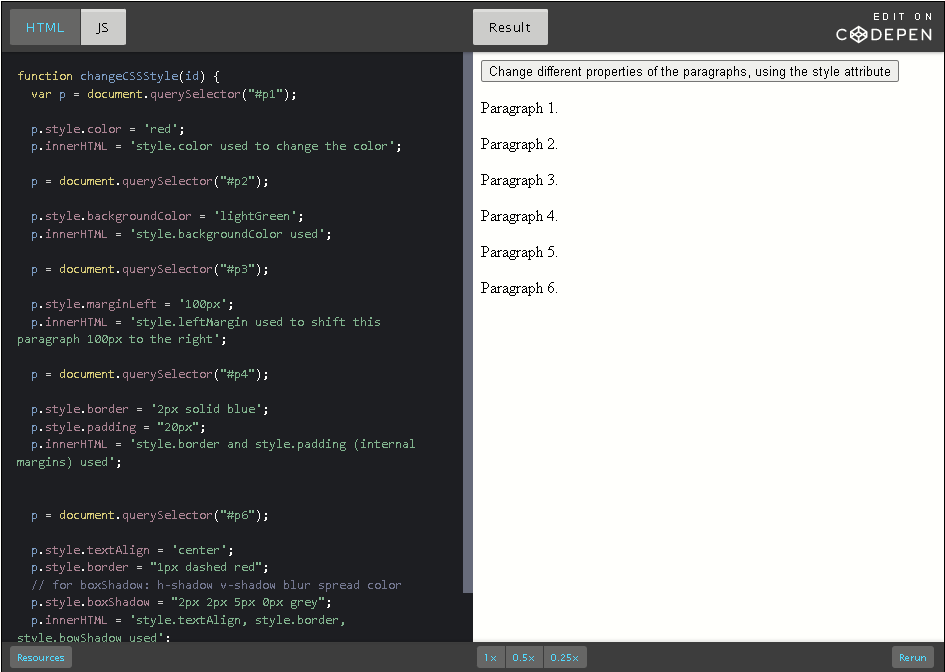 HTML JS Result EDIT ON
CODEPEN
function changeCSSStyle(id) {
var p = document.querySelector("#p1");
p.style.color = 'red';
p.innerHTML = 'style.color used to change the color';
p = document.querySelector("#p2");
p.style.backgroundColor = 'lightGreen';
p.innerHTML = 'style.backgroundColor used';
p = document.querySelector("#p3");
p.style.marginLeft = '100px';
p.innerHTML = 'style.leftMargin used to shift this
paragraph 100px to the right';
p = document.querySelector("#p4");
p.style.border = '2px solid blue';
p.style.padding = "20px";
p.innerHTML = 'style.border and style.padding (internal
margins) used';
p = document.querySelector("#p6");
p.style.textAlign = 'center';
p.style.border = "1px dashed red";
// for boxShadow: h-shadow v-shadow blur spread color
p.style.boxShadow = "2px 2px 5px 0px grey";
p.innerHTML = 'style.textAlign, style.border,
style.bowShadow used';
Change different properties of the paragraphs, using the style attribute
Paragraph 1.
Paragraph 2.
Paragraph 3.
Paragraph 4.
Paragraph 5.
Paragraph 6.
Resources 1× 0.5× 0.25× Rerun